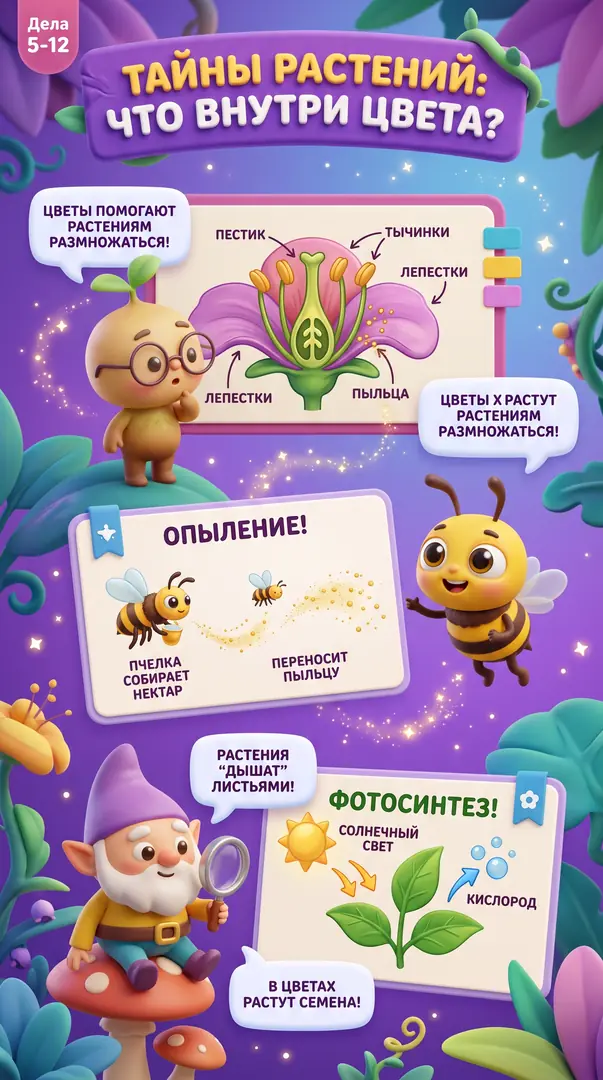 Дела
5-12
ТАЙНЫ РАСТЕНИЙ:
ЧТО ВНУТРИ ЦВЕТА?
ЦВЕТЫ ПОМОГАЮТ
РАСТЕНИЯМ
РАЗМНОЖАТЬСЯ!
ПЕСТИК
ТЫЧИНКИ
ЛЕПЕСТКИ
ЛЕПЕСТКИ
ПЫЛЬЦА
ЦВЕТЫ Х РАСТУТ
РАСТЕНИЯМ
РАЗМНОЖАТЬСЯ!
ОПЫЛЕНИЕ!
ПЧЕЛКА
СОБИРАЕТ
НЕКТАР
ПЕРЕНОСИТ
ПЫЛЬЦУ
РАСТЕНИЯ
"ДЫШАТ"
ЛИСТЬЯМИ!
ФОТОСИНТЕЗ!
СОЛНЕЧНЫЙ
СВЕТ
КИСЛОРОД
В ЦВЕТАХ
РАСТУТ СЕМЕНА!